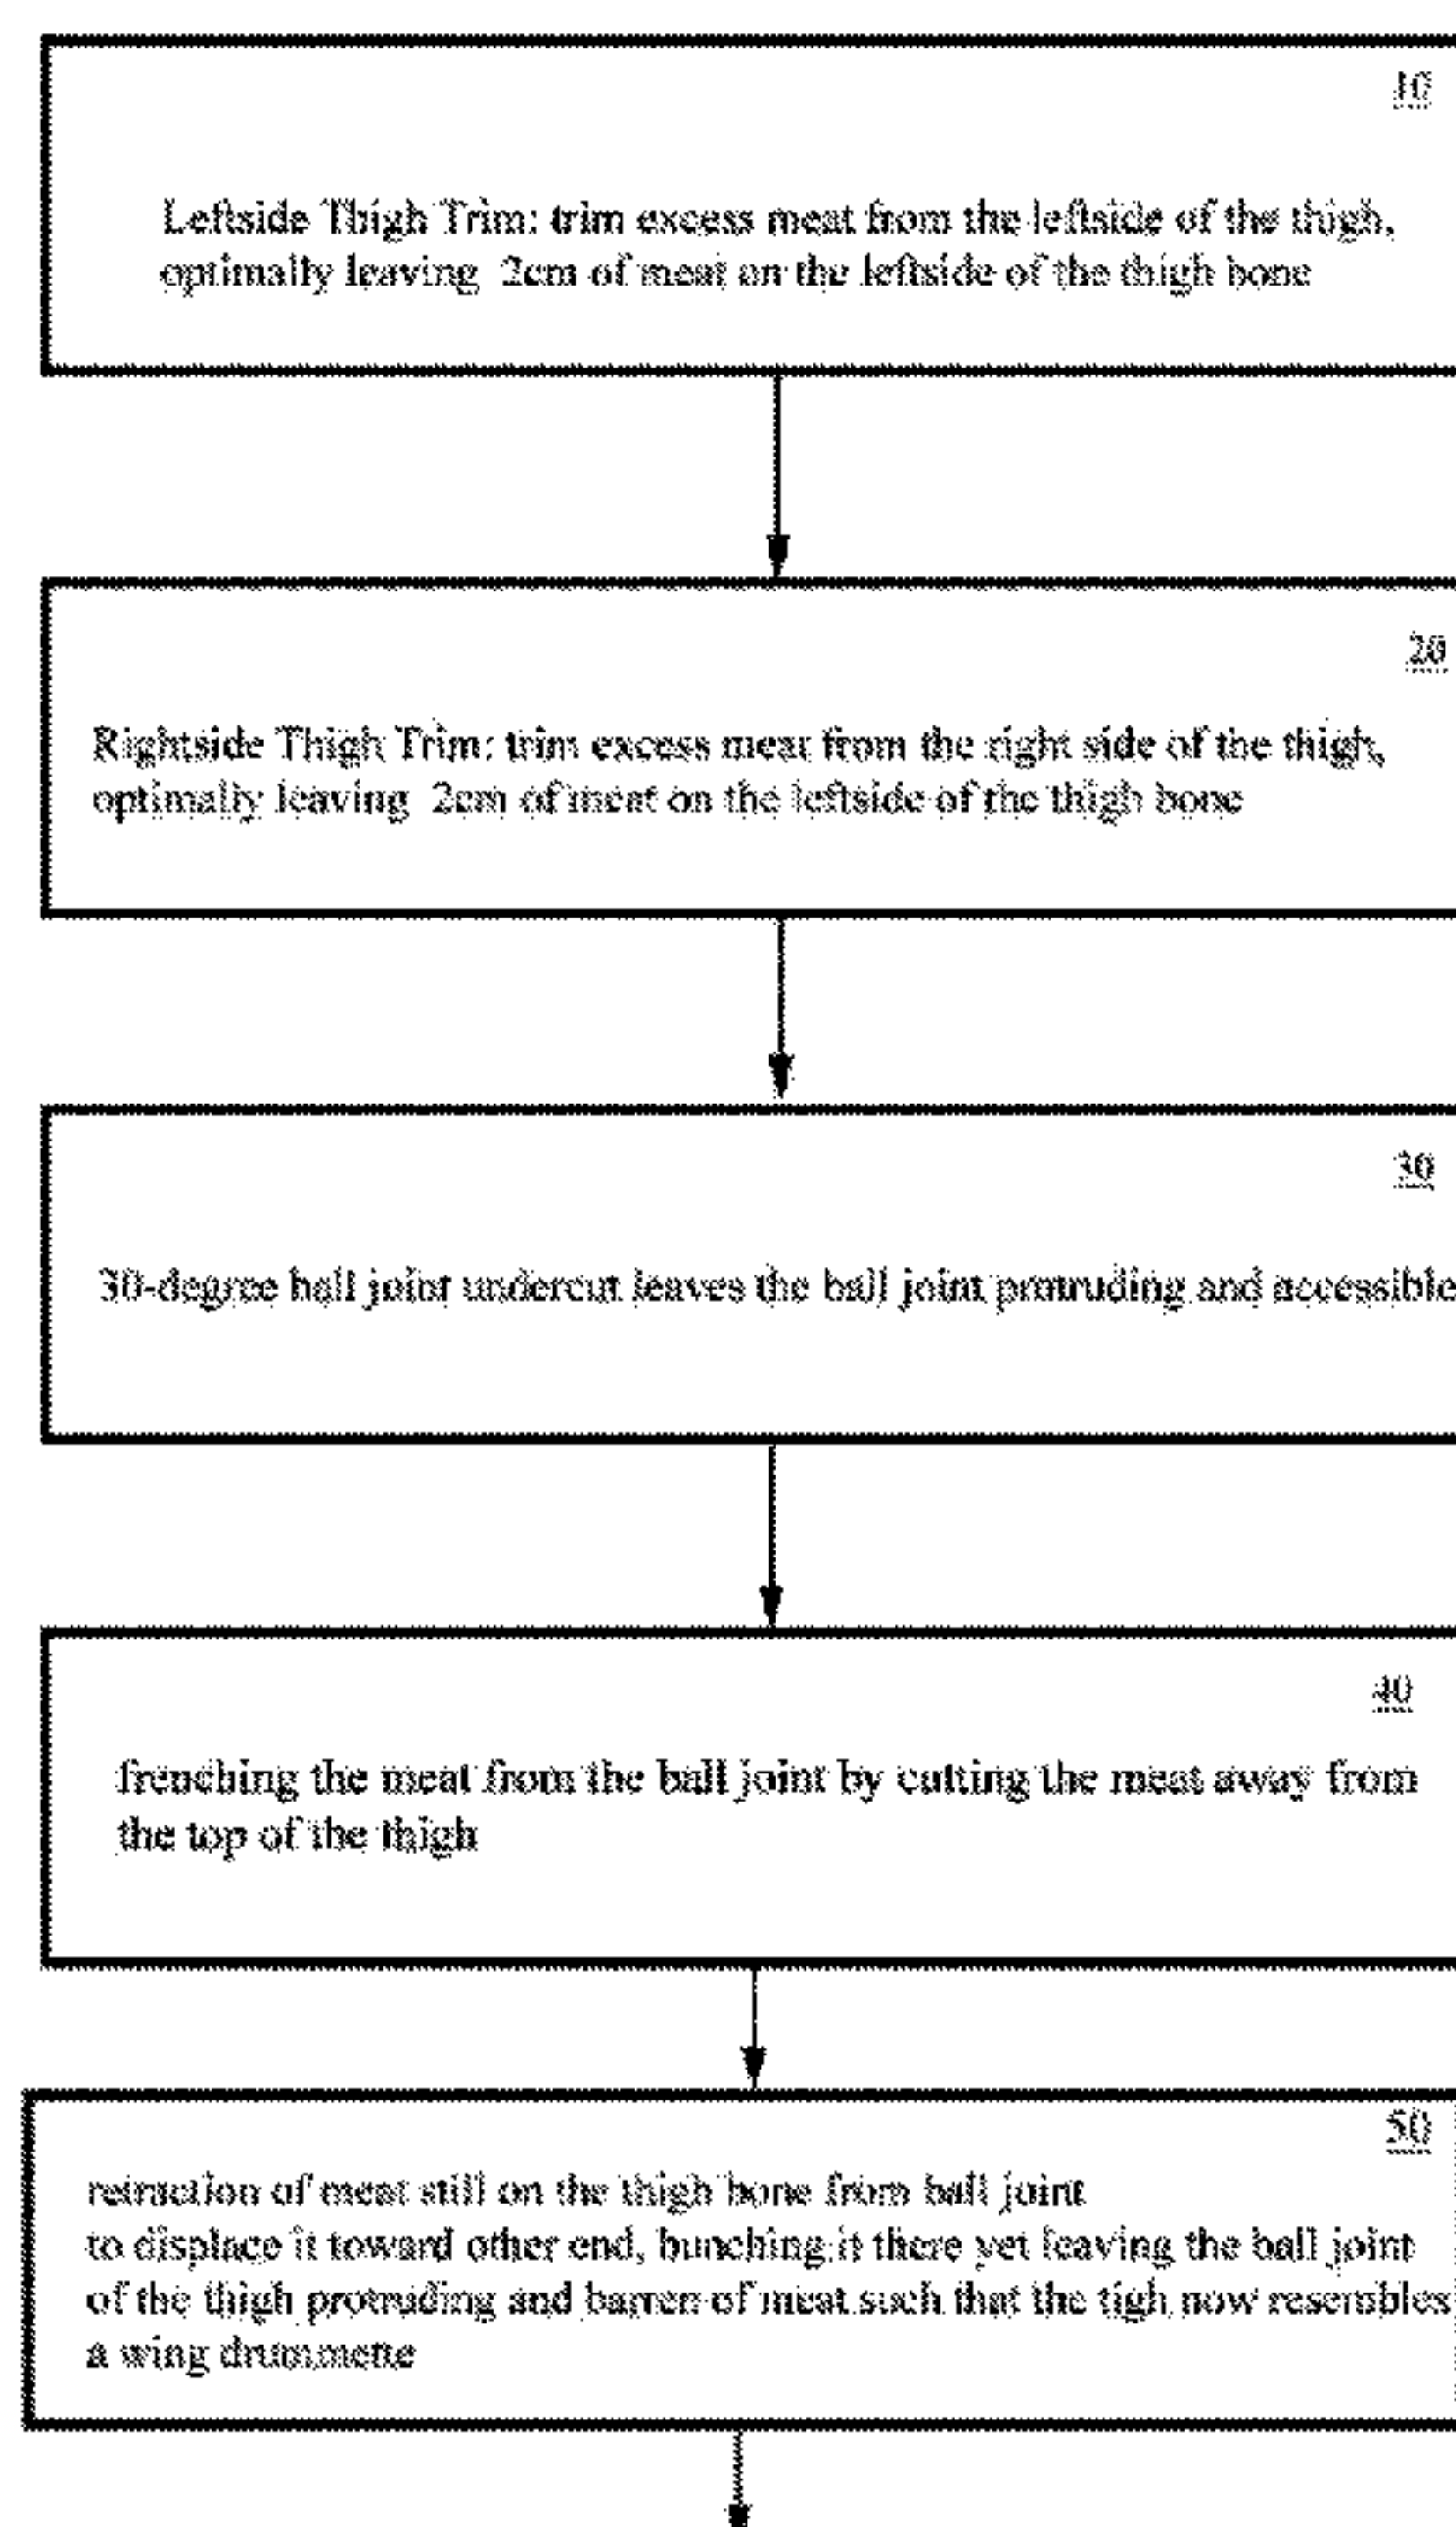 10
Leftside Thigh Trim: trim excess meat from the leftside of the thigh,
optimally leaving 2cm of meat on the leftside of the thigh bone
20
Rightside Thigh Trim: trim excess meat from the right side of the thigh,
optimally leaving 2cm of meat on the leftside of the thigh bone
30
30-degree ball joint undercut leaves the ball joint protruding and accessible
40
frenching the meat from the ball joint by cutting the meat away from
the top of the thigh
50
retraction of meat still on the thigh bone from ball joint
to displace it toward other end, bunching it there yet leaving the ball joint
of the thigh protruding and barren of meat such that the tigh now resembles
a wing drummette